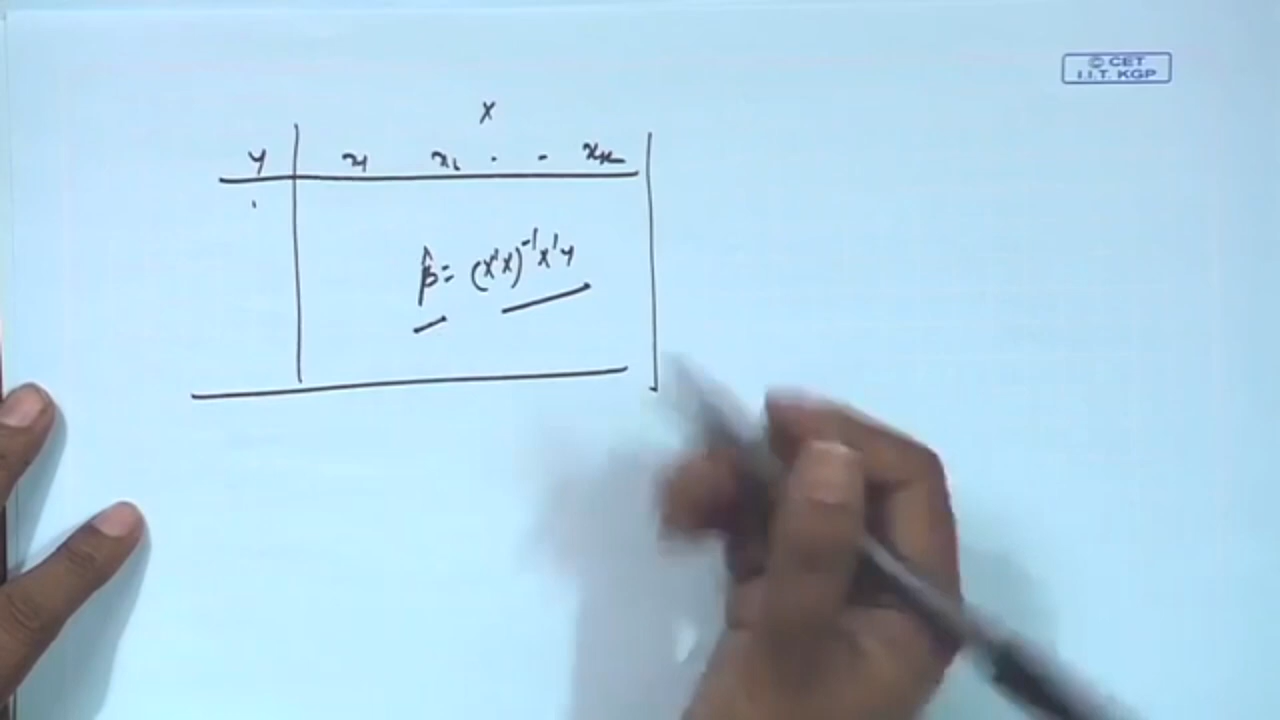 © CET
I.I.T. KGP
X
y x₁ x₂ . - xₖ
β̂ = (X'X)⁻¹X'y